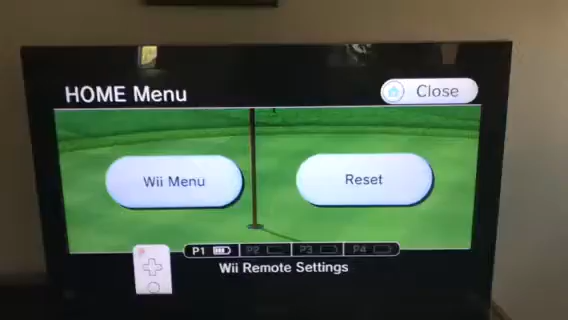 HOME Menu
Close
Wii Menu
Reset
P1 P2 P3 P4
Wii Remote Settings